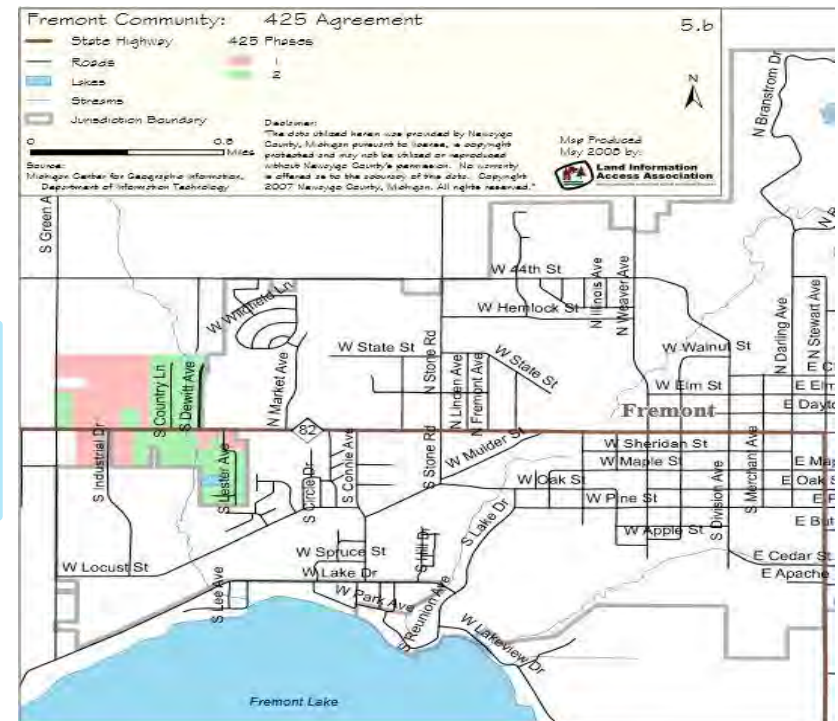 Fremont Community: 425 Agreement
5.b
State Highway
425 Phases
Roads
1
Lakes
2
Streams
Jurisdiction Boundary
0
0.8
Miles
Source:
Michigan Center for Geographic Information,
Department of Information Technology
Disclaimer:
"The data utilized herein was provided by Newaygo
County, Michigan pursuant to license, is copyright
protected and may not be utilized or reproduced
without Newaygo County's permission. No warranty
is offered as to the accuracy of this data. Copyright
2007 Newaygo County, Michigan. All rights reserved."
N
Map Produced
May 2008 by:
Land Information
Access Association
N Branstrom Dr
S Green A
W 44th St
W Wildfield Ln
W Hemlock St
N Illinois Ave
N Weaver Ave
N Darling Ave
N Stewart Ave
W State St
N Stone Rd
W State St
W Walnut St
N Market Ave
N Linden Ave
N Fremont Ave
S Country Ln
S Dewitt Ave
W Elm St
E Elm
Fremont
E Dayto
82
W Mulder St
W Sheridan St
S Industrial Dr
S Lester Ave
S Circle Dr
S Connie Ave
S Stone Rd
W Maple St
E Map
W Oak St
E Oak S
S Merchant Ave
W Pine St
S Division Ave
E But
W Apple St
S Lake Dr
W Spruce St
S Hill Dr
E Cedar St
W Locust St
W Lake Dr
E Apache
S Lee Ave
W Park Ave
S Reunion Ave
W Lakeview Dr
Fremont Lake